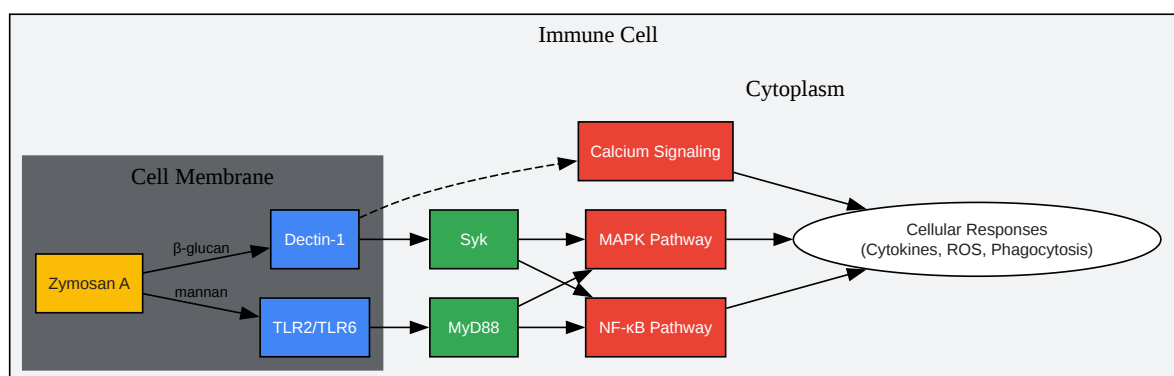 Immune Cell
Cytoplasm
Calcium Signaling
Cell Membrane
β-glucan
Dectin-1
Syk
MAPK Pathway
Cellular Responses
(Cytokines, ROS, Phagocytosis)
Zymosan A
mannan
TLR2/TLR6
MyD88
NF-κB Pathway